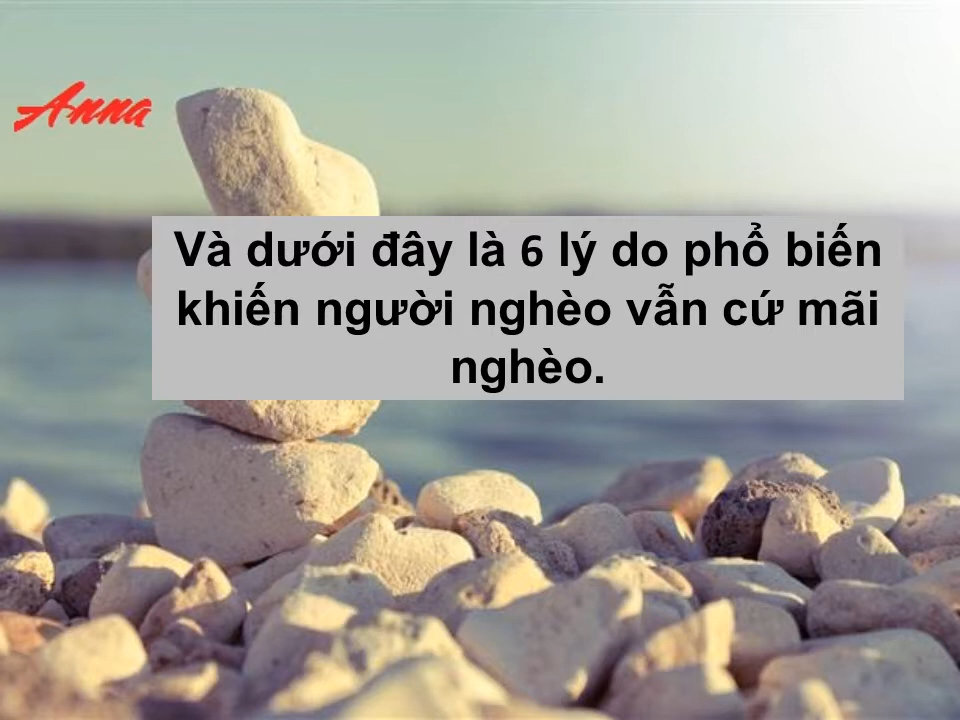 Anna
Và dưới đây là 6 lý do phổ biến
khiến người nghèo vẫn cứ mãi
nghèo.